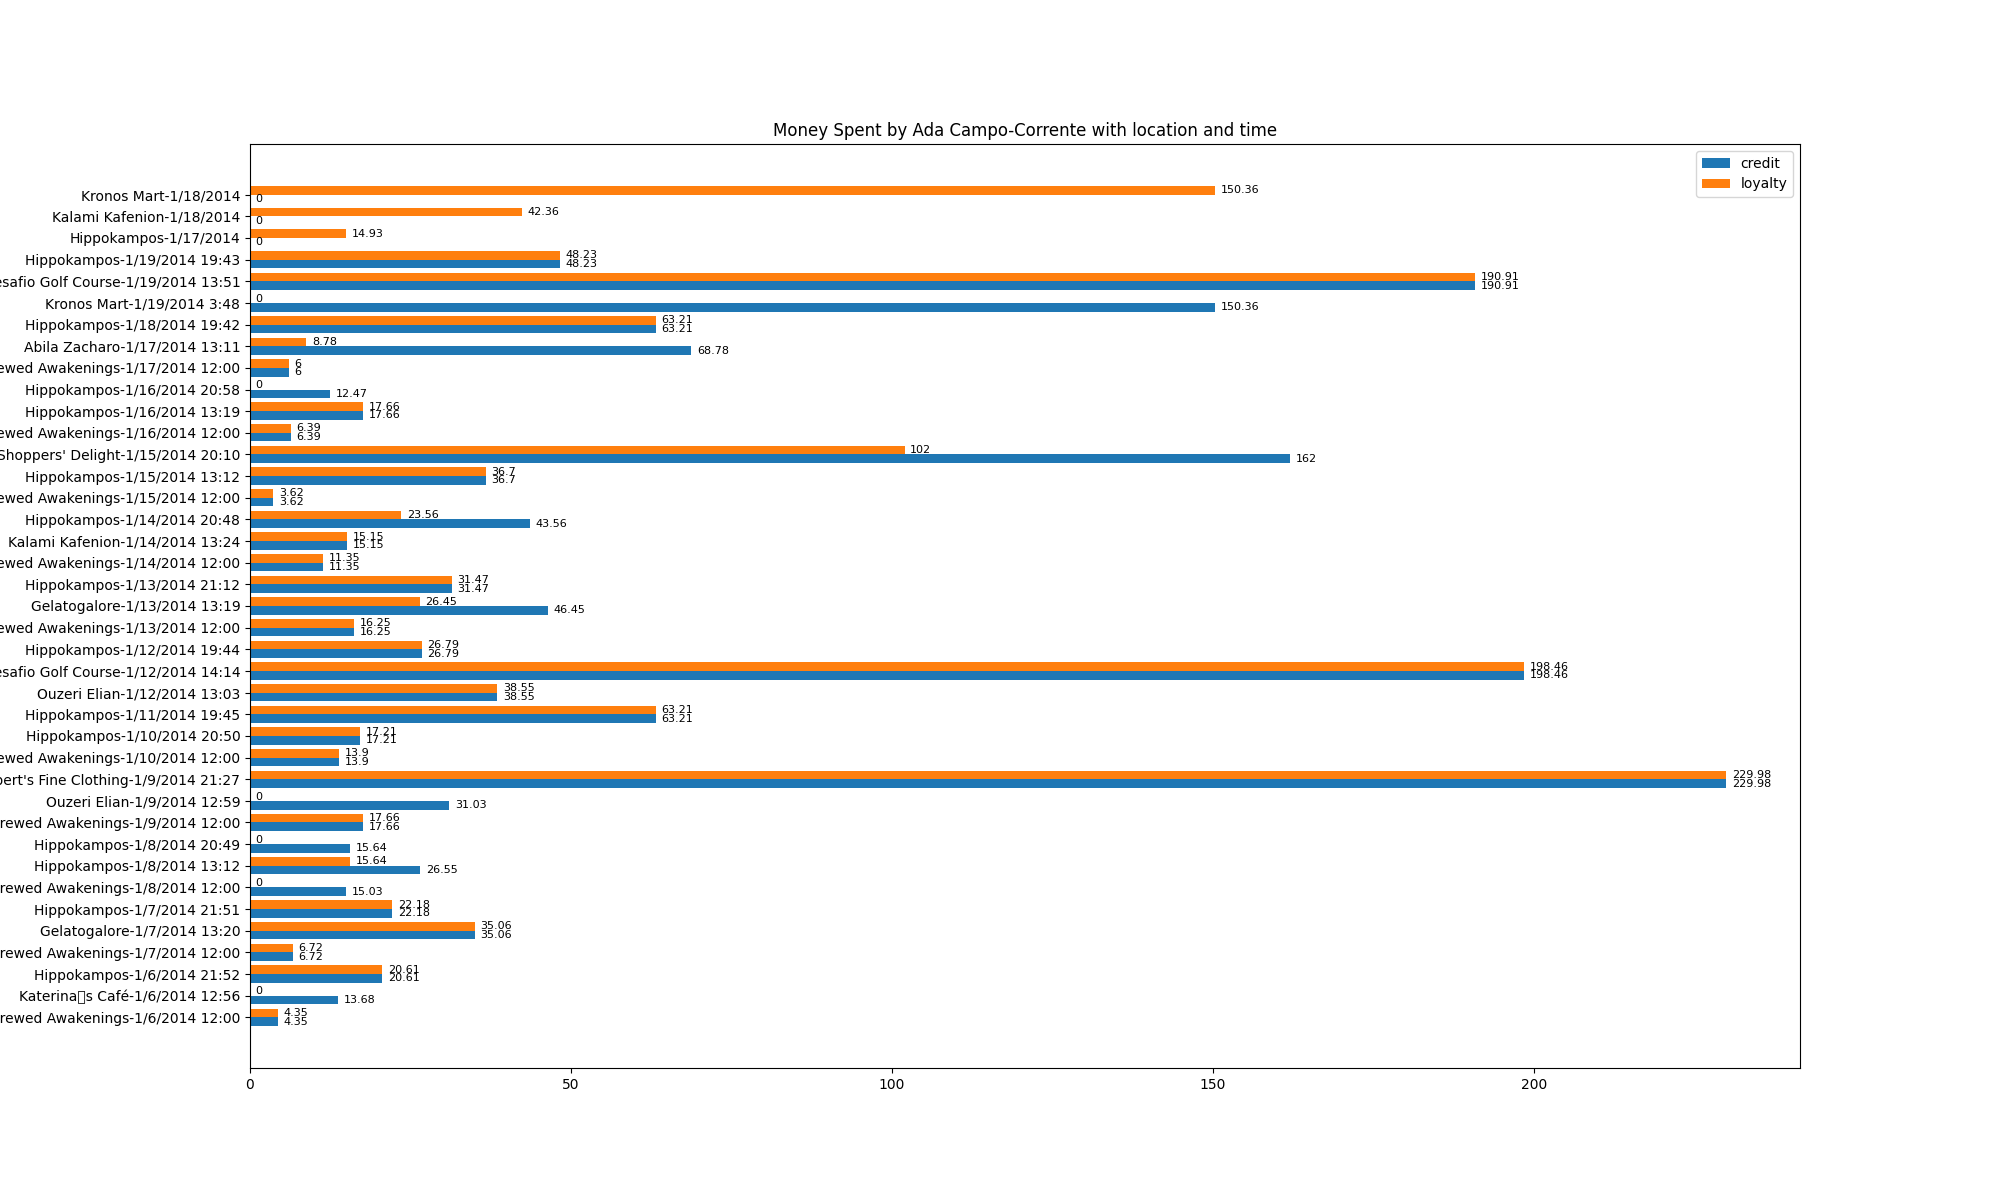 Money Spent by Ada Campo-Corrente with location and time
credit
loyalty
Kronos Mart-1/18/2014
150.36
0
Kalami Kafenion-1/18/2014
42.36
0
Hippokampos-1/17/2014
14.93
0
Hippokampos-1/19/2014 19:43
48.23
48.23
esafio Golf Course-1/19/2014 13:51
190.91
190.91
Kronos Mart-1/19/2014 3:48
0
150.36
Hippokampos-1/18/2014 19:42
63.21
63.21
Abila Zacharo-1/17/2014 13:11
8.78
68.78
ewed Awakenings-1/17/2014 12:00
6
6
Hippokampos-1/16/2014 20:58
0
12.47
Hippokampos-1/16/2014 13:19
17.66
17.66
ewed Awakenings-1/16/2014 12:00
6.39
6.39
Shoppers' Delight-1/15/2014 20:10
102
162
Hippokampos-1/15/2014 13:12
36.7
36.7
ewed Awakenings-1/15/2014 12:00
3.62
3.62
Hippokampos-1/14/2014 20:48
23.56
43.56
Kalami Kafenion-1/14/2014 13:24
15.15
15.15
ewed Awakenings-1/14/2014 12:00
11.35
11.35
Hippokampos-1/13/2014 21:12
31.47
31.47
Gelatogalore-1/13/2014 13:19
26.45
46.45
ewed Awakenings-1/13/2014 12:00
16.25
16.25
Hippokampos-1/12/2014 19:44
26.79
26.79
esafio Golf Course-1/12/2014 14:14
198.46
198.46
Ouzeri Elian-1/12/2014 13:03
38.55
38.55
Hippokampos-1/11/2014 19:45
63.21
63.21
Hippokampos-1/10/2014 20:50
17.21
17.21
ewed Awakenings-1/10/2014 12:00
13.9
13.9
bert's Fine Clothing-1/9/2014 21:27
229.98
229.98
Ouzeri Elian-1/9/2014 12:59
0
31.03
rewed Awakenings-1/9/2014 12:00
17.66
17.66
Hippokampos-1/8/2014 20:49
0
15.64
Hippokampos-1/8/2014 13:12
15.64
26.55
rewed Awakenings-1/8/2014 12:00
0
15.03
Hippokampos-1/7/2014 21:51
22.18
22.18
Gelatogalore-1/7/2014 13:20
35.06
35.06
rewed Awakenings-1/7/2014 12:00
6.72
6.72
Hippokampos-1/6/2014 21:52
20.61
20.61
Katerina▯s Café-1/6/2014 12:56
0
13.68
rewed Awakenings-1/6/2014 12:00
4.35
4.35
0 50 100 150 200